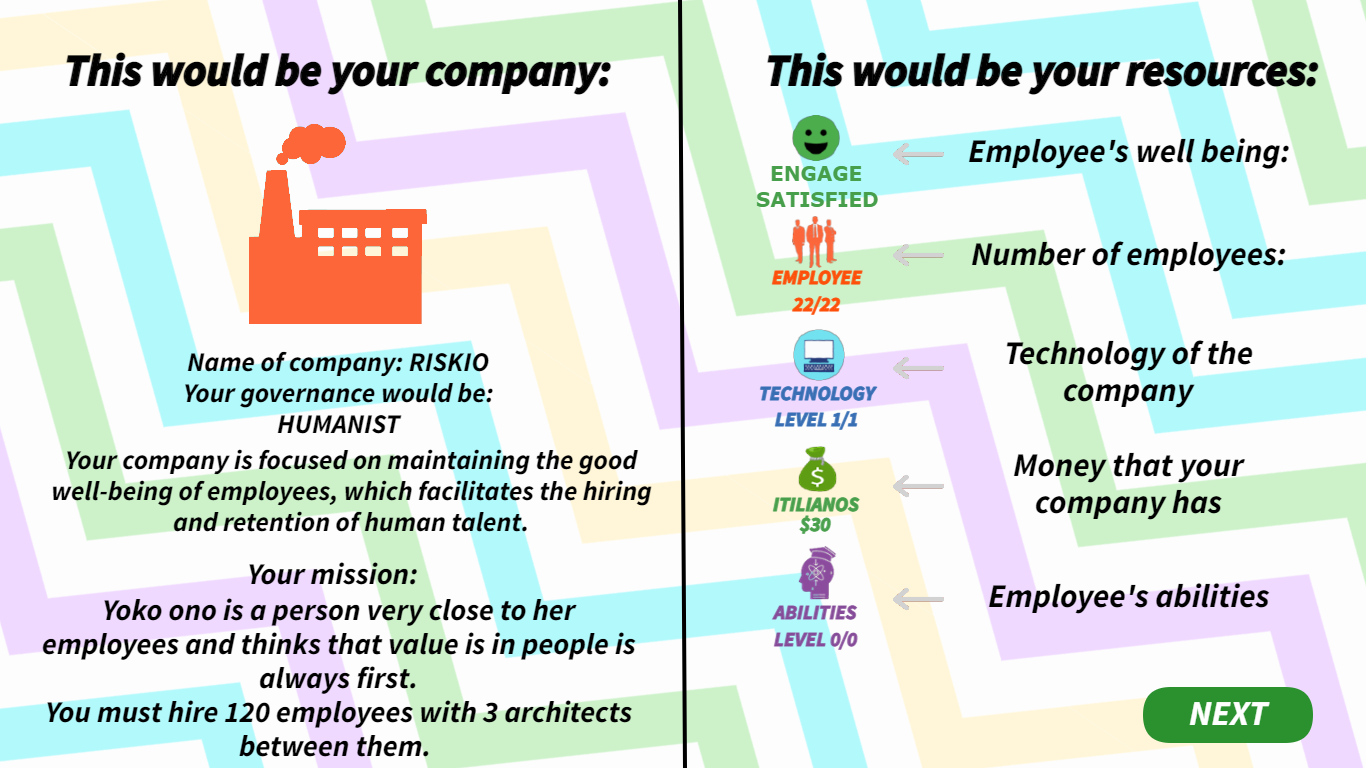 This would be your company:
Name of company: RISKIO
Your governance would be:
HUMANIST
Your company is focused on maintaining the good
well-being of employees, which facilitates the hiring
and retention of human talent.
Your mission:
Yoko ono is a person very close to her
employees and thinks that value is in people is
always first.
You must hire 120 employees with 3 architects
between them.
This would be your resources:
ENGAGE
SATISFIED
Employee's well being:
EMPLOYEE
22/22
Number of employees:
TECHNOLOGY
LEVEL 1/1
Technology of the
company
ITILIANOS
$30
Money that your
company has
ABILITIES
LEVEL 0/0
Employee's abilities
NEXT